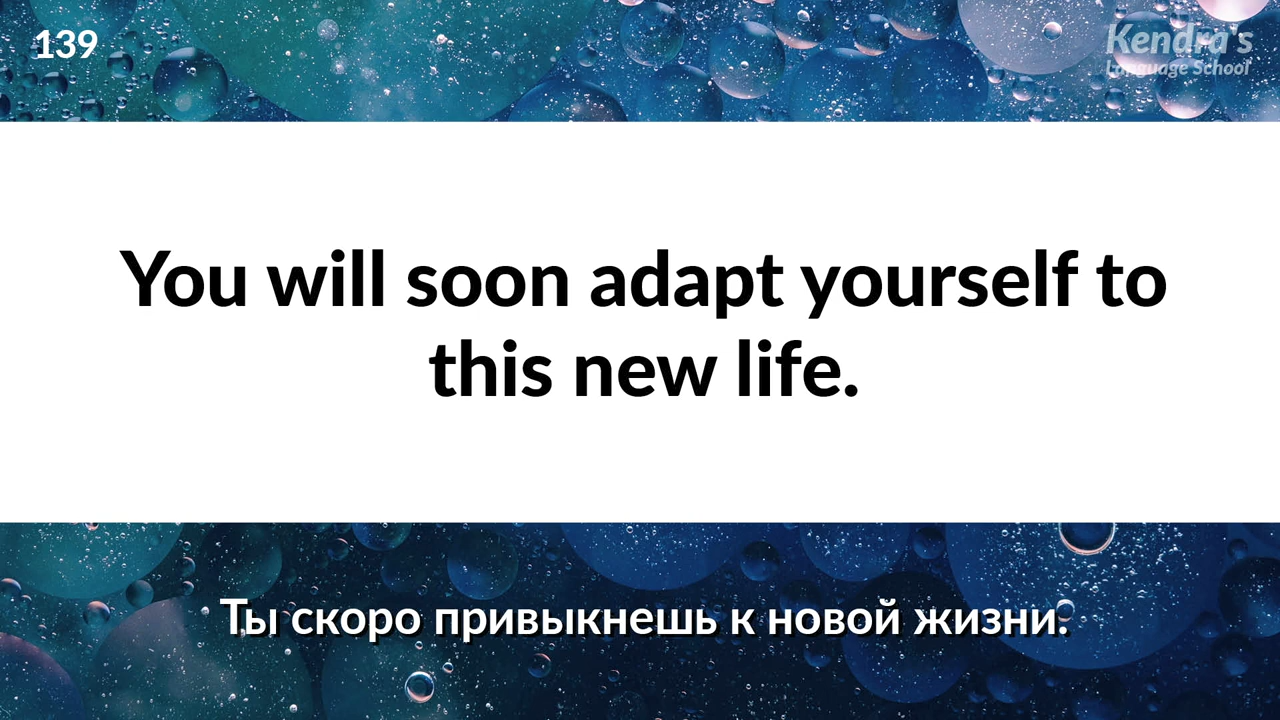 139
Kendra's
Language School
You will soon adapt yourself to
this new life.
Ты скоро привыкнешь к новой жизни.